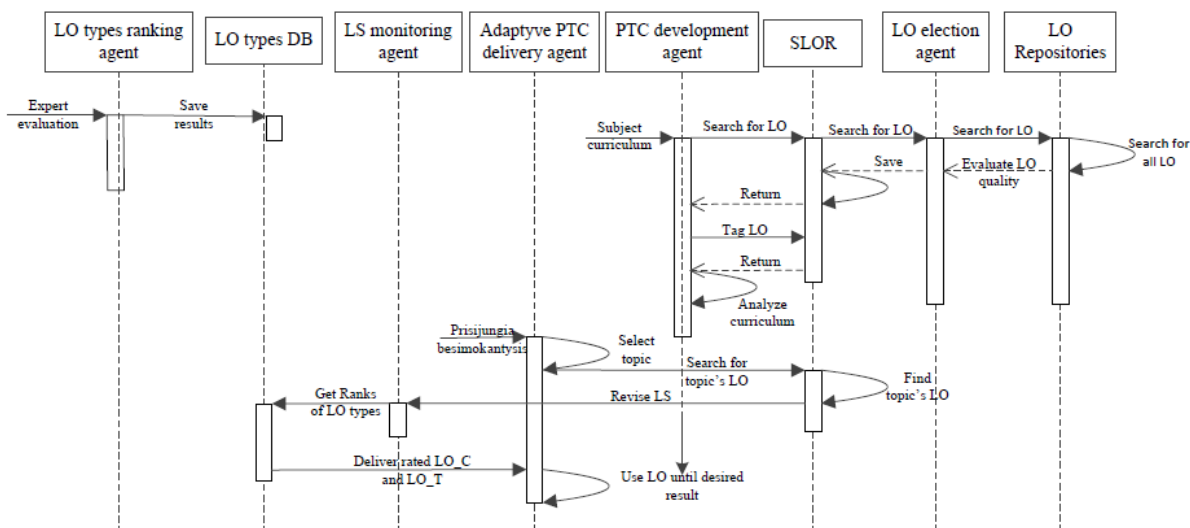 LO types ranking
agent
LO types DB
LS monitoring
agent
Adaptyve PTC
delivery agent
PTC development
agent
SLOR
LO election
agent
LO
Repositories
Expert
evaluation
Save
results
Subject
curriculum
Search for LO
Search for LO
Search for LO
Search for
all LO
Save
Evaluate LO
quality
Return
Tag LO
Return
Analyze
curriculum
Prisijungia
besimokantysis
Select
topic
Search for
topic's LO
Find
topic's LO
Get Ranks
of LO types
Revise LS
Deliver rated LO_C
and LO_T
Use LO until desired
result